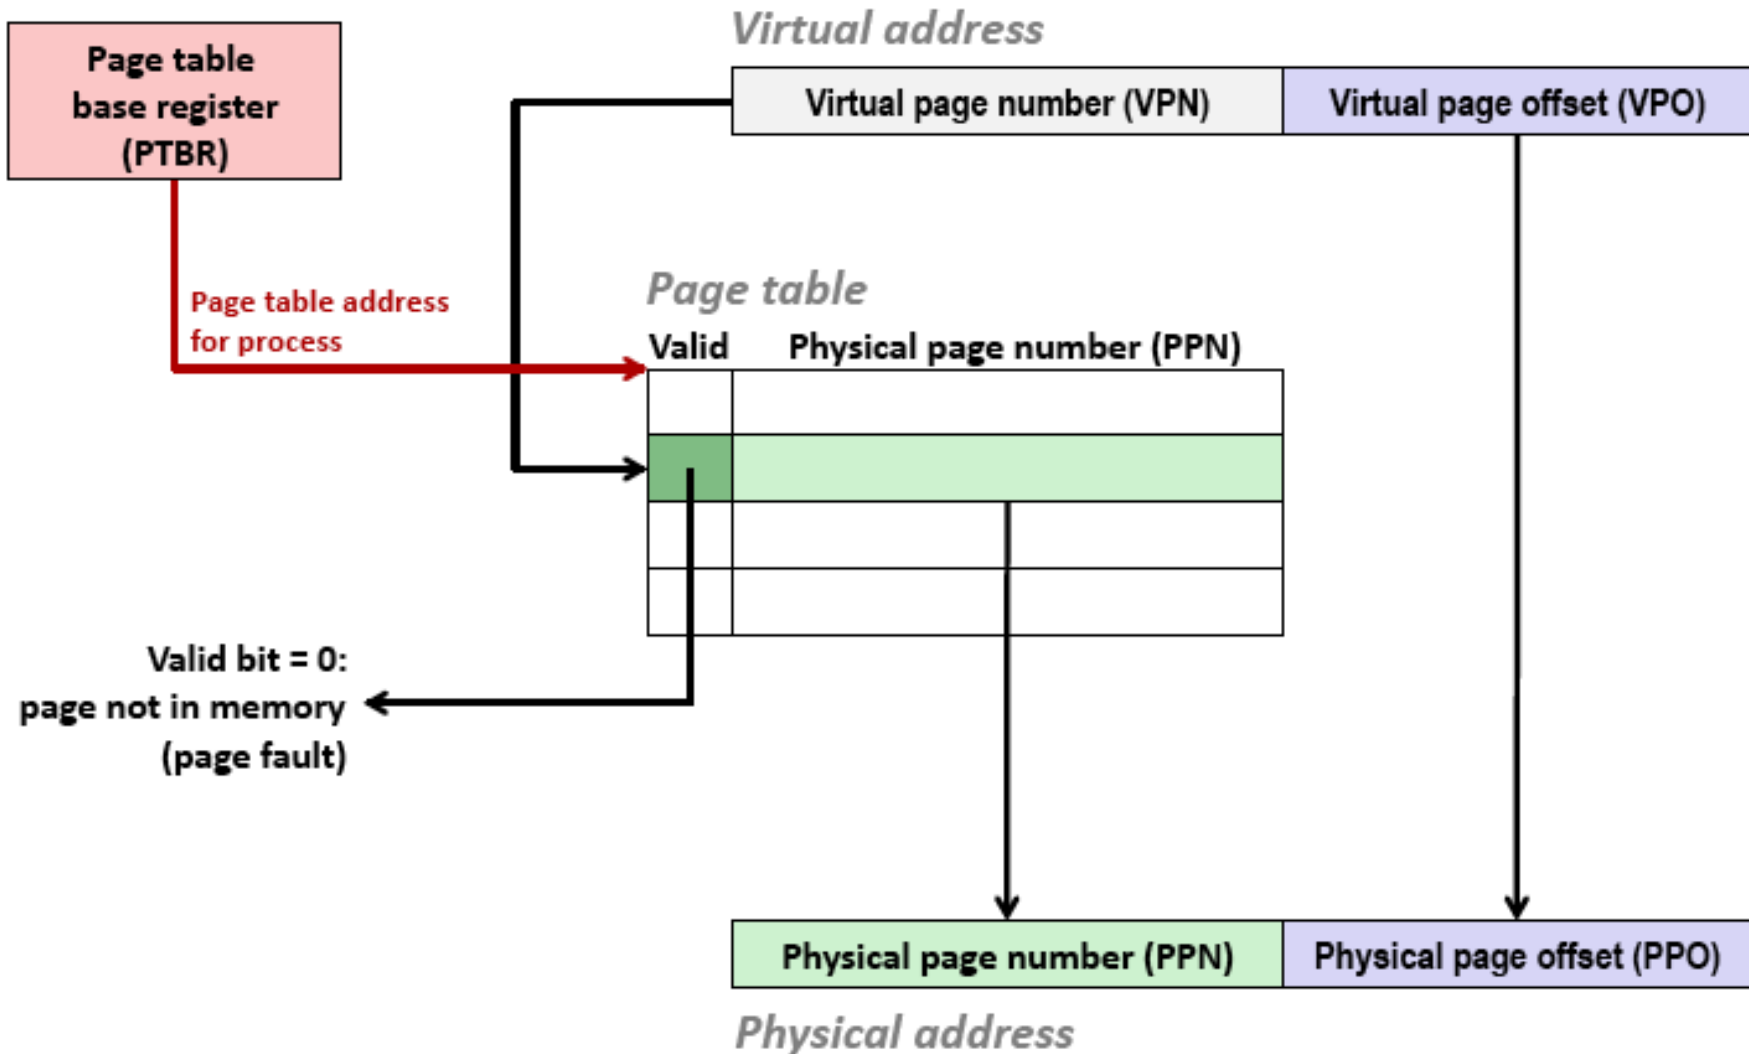 Virtual address
Page table
base register
(PTBR)
Virtual page number (VPN)
Virtual page offset (VPO)
Page table address
for process
Page table
Valid
Physical page number (PPN)
Valid bit = 0:
page not in memory
(page fault)
Physical page number (PPN)
Physical page offset (PPO)
Physical address